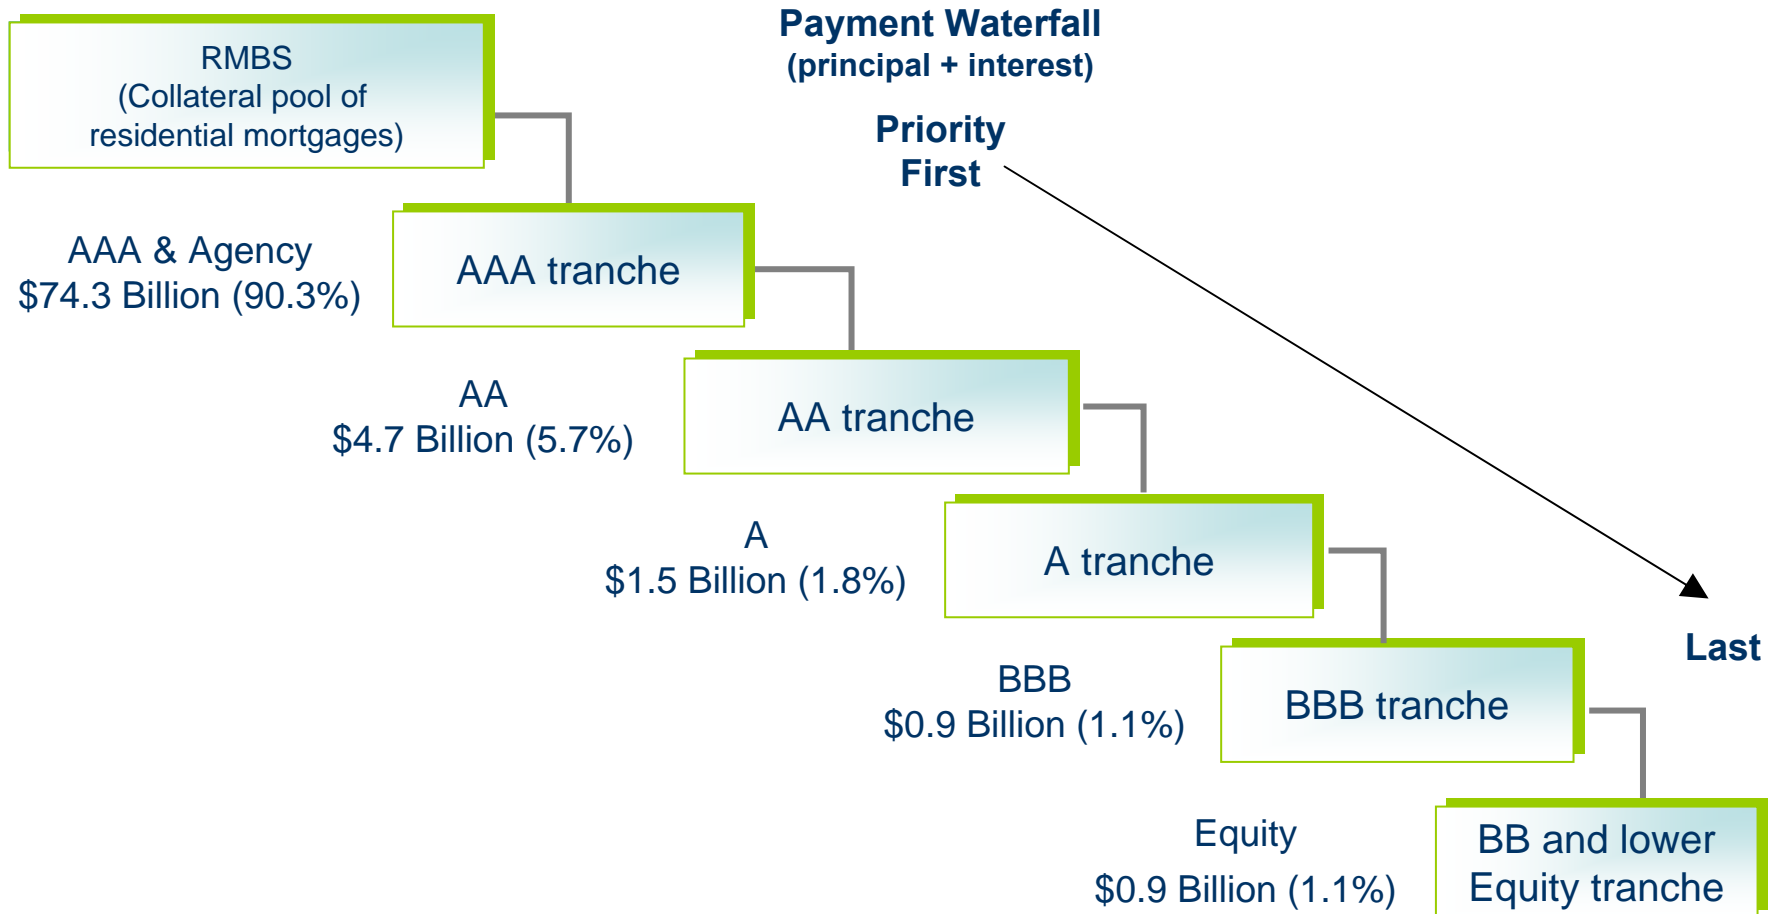 Payment Waterfall
(principal + interest)
RMBS
(Collateral pool of
residential mortgages)
Priority
First
AAA & Agency
$74.3 Billion (90.3%)
AAA tranche
AA
$4.7 Billion (5.7%)
AA tranche
A
$1.5 Billion (1.8%)
A tranche
Last
BBB
$0.9 Billion (1.1%)
BBB tranche
Equity
$0.9 Billion (1.1%)
BB and lower
Equity tranche